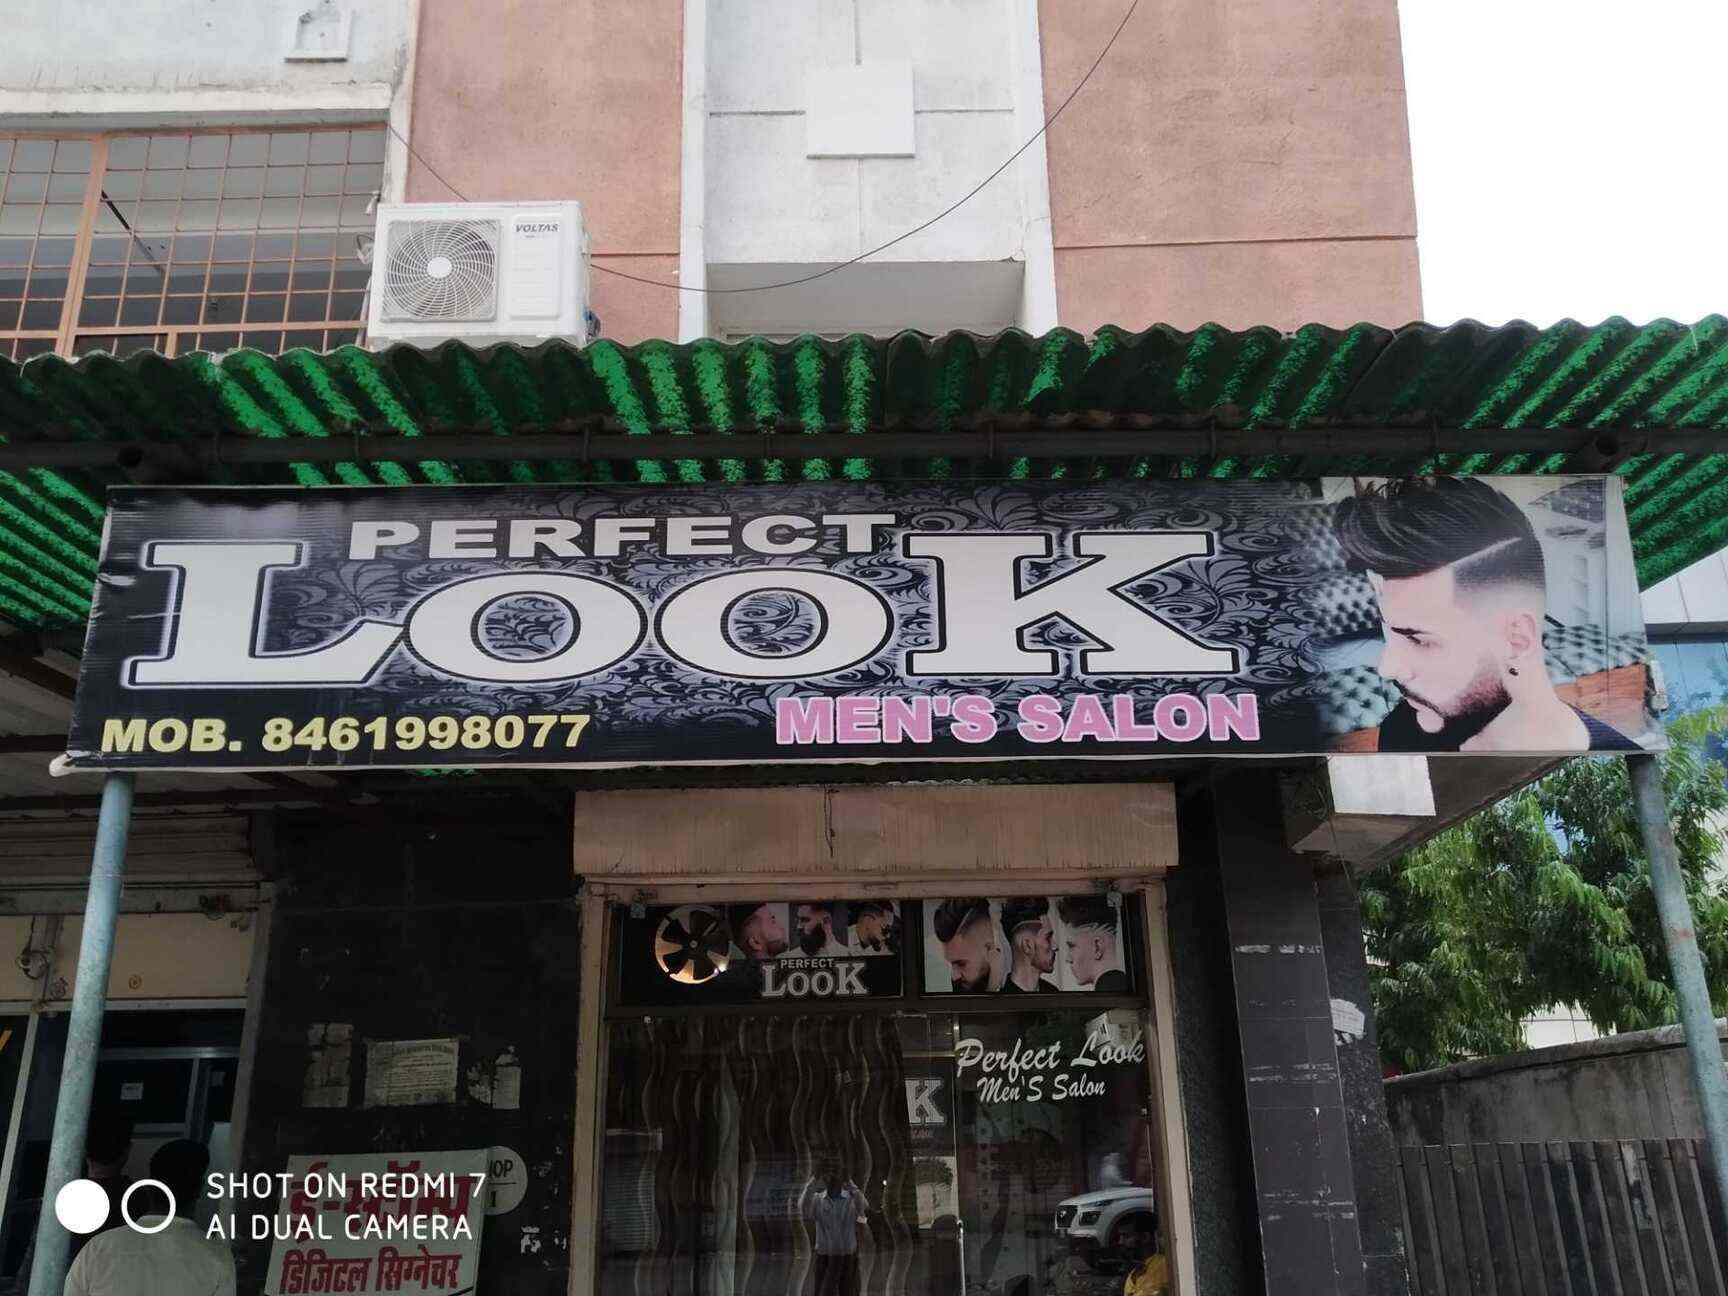 VOLTAS
PERFECT
LOOK
MEN'S SALON
MOB. 8461998077
PERFECT
LOOK
Perfect Look
Men'S Salon
K
ई-शॉप
डिजिटल सिग्नेचर
SHOT ON REDMI 7
AI DUAL CAMERA